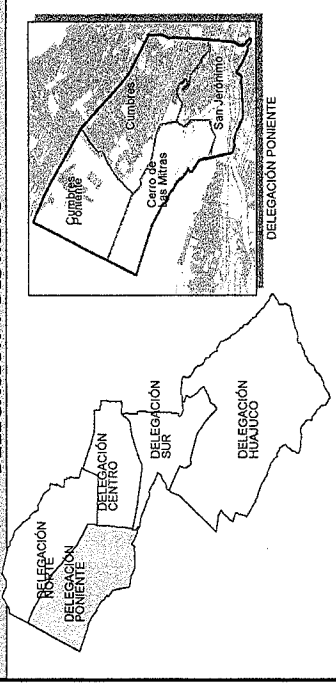 DELEGACIÓN
NORTE
DELEGACIÓN
PONIENTE
DELEGACIÓN
CENTRO
DELEGACIÓN
SUR
DELEGACIÓN
HUAJUCO
Cumbres
Poniente
Cumbres
Cerro de
las Mitras
San Jerónimo
DELEGACIÓN PONIENTE